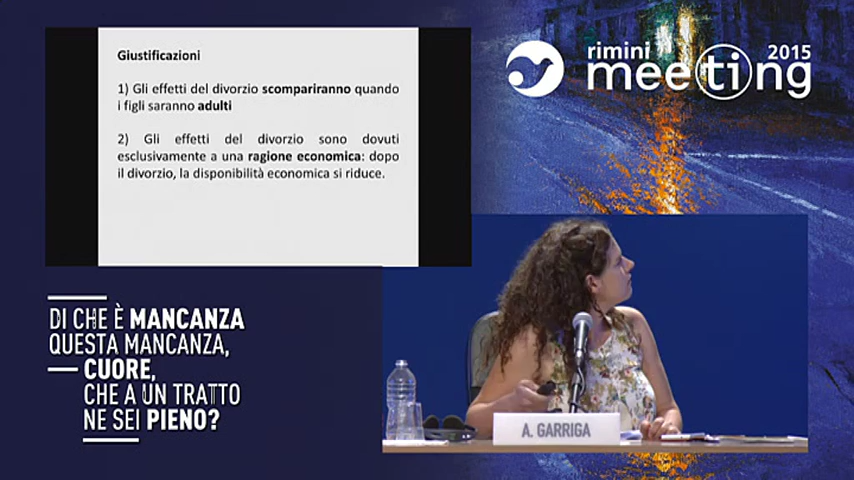 Giustificazioni
1) Gli effetti del divorzio scompariranno quando
i figli saranno adulti
2) Gli effetti del divorzio sono dovuti
esclusivamente a una ragione economica: dopo
il divorzio, la disponibilità economica si riduce.
rimini 2015
meeting
DI CHE È MANCANZA
QUESTA MANCANZA,
CUORE,
CHE A UN TRATTO
NE SEI PIENO?
A. GARRIGA